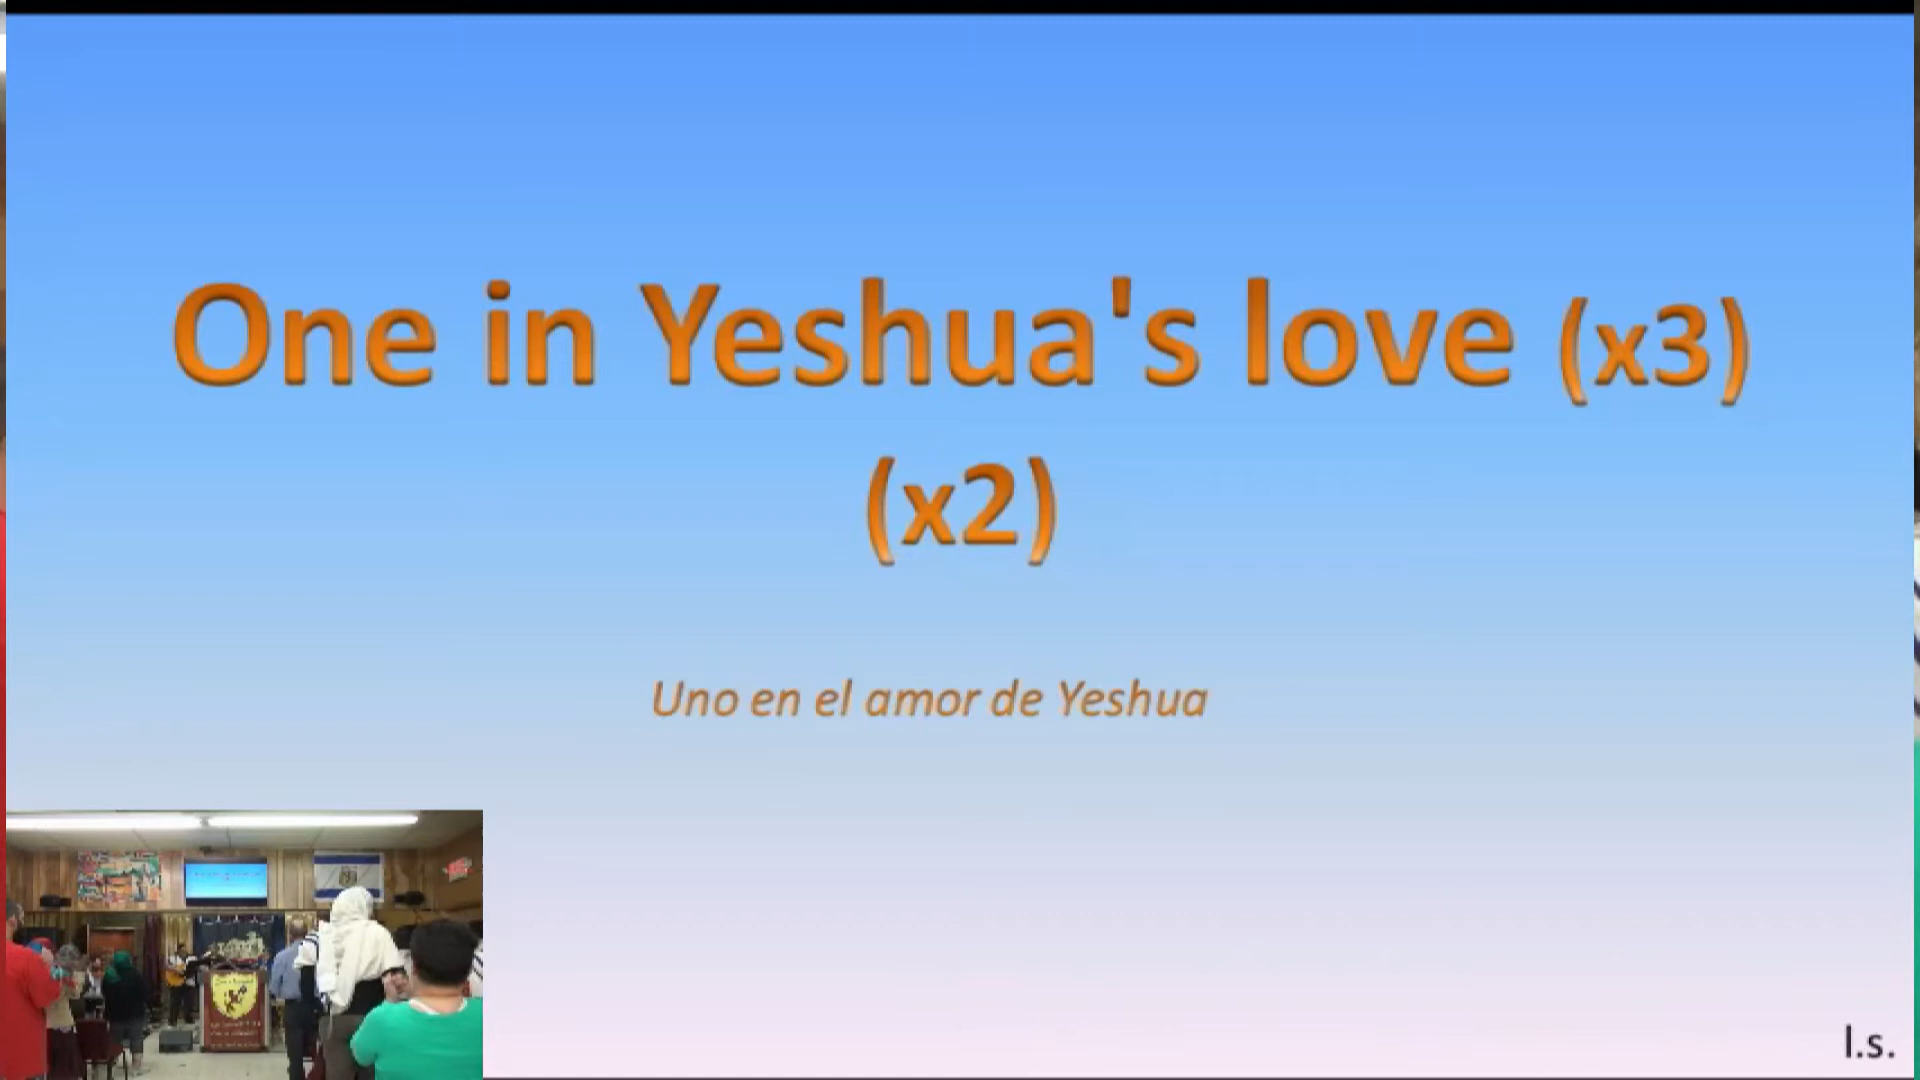 One in Yeshua's love (x3)
(x2)
Uno en el amor de Yeshua
l.s.